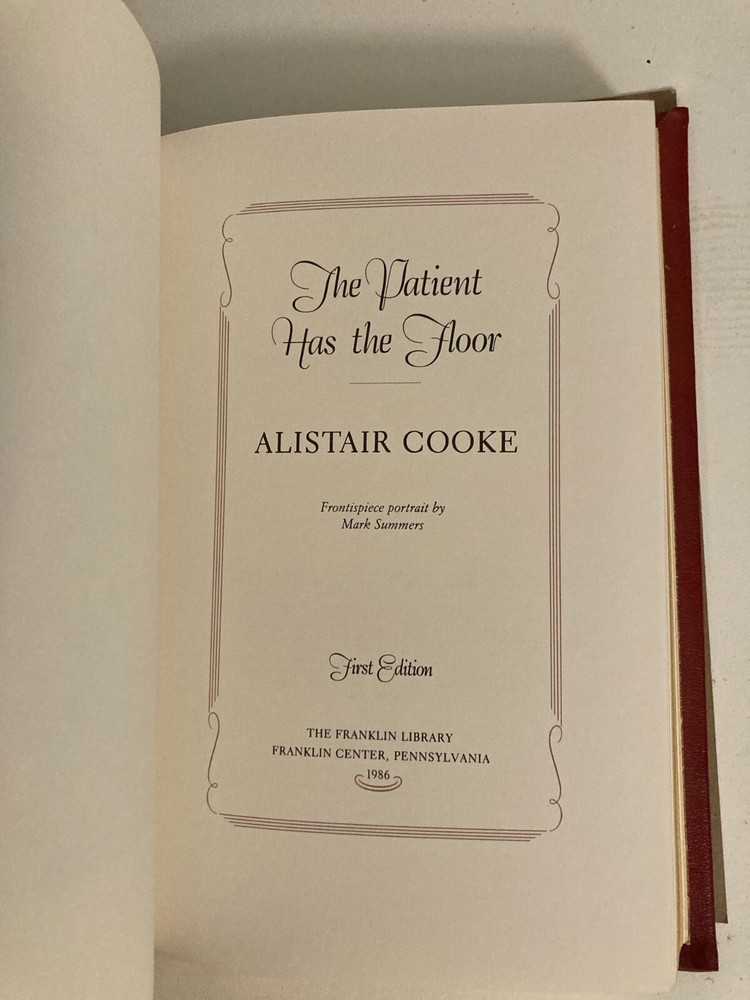 The Patient
Has the Floor
ALISTAIR COOKE
Frontispiece portrait by
Mark Summers
First Edition
THE FRANKLIN LIBRARY
FRANKLIN CENTER, PENNSYLVANIA
1986